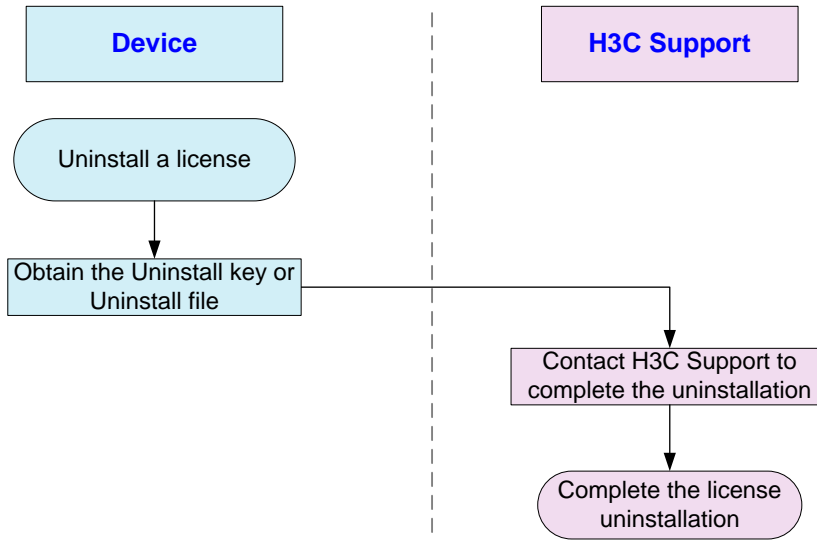 Device
H3C Support
Uninstall a license
Obtain the Uninstall key or
Uninstall file
Contact H3C Support to
complete the uninstallation
Complete the license
uninstallation